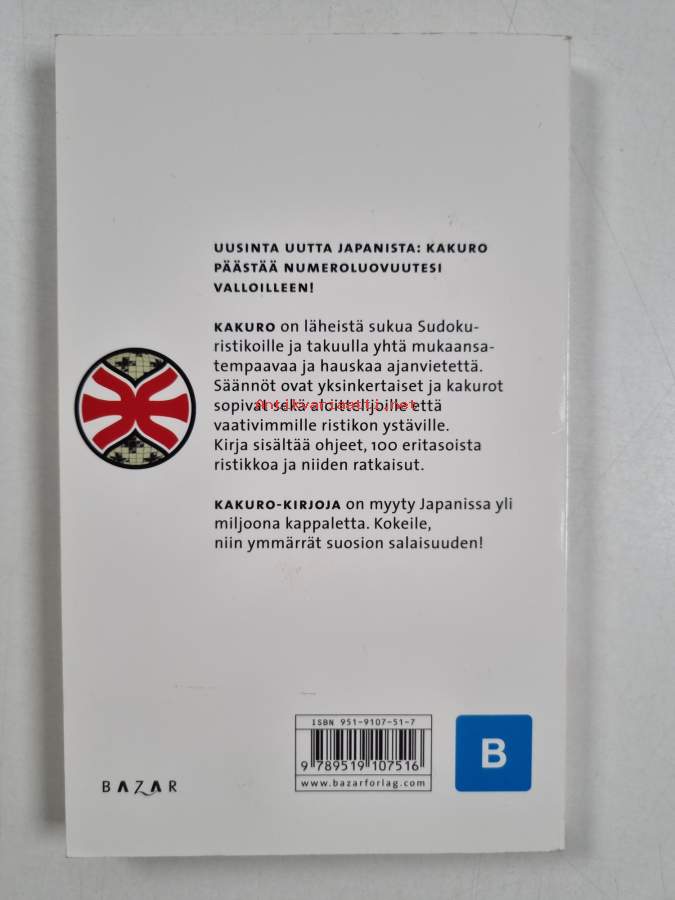 UUSINTA UUTTA JAPANISTA: KAKURO
PÄÄSTÄÄ NUMEROLUOVUUTESI
VALLOILLEEN!
KAKURO on läheistä sukua Sudoku-
ristikoille ja takuulla yhtä mukaansa-
tempaavaa ja hauskaa ajanvietettä.
Säännöt ovat yksinkertaiset ja kakurot
sopivat sekä aloittelijoille että
vaativimmille ristikon ystäville.
Kirja sisältää ohjeet, 100 eritasoista
ristikkoa ja niiden ratkaisut.
KAKURO-KIRJOJA on myyty Japanissa yli
miljoona kappaletta. Kokeile,
niin ymmärrät suosion salaisuuden!
ISBN 951-9107-51-7
9 789519 107516
www.bazarforlag.com
B
BAZAR